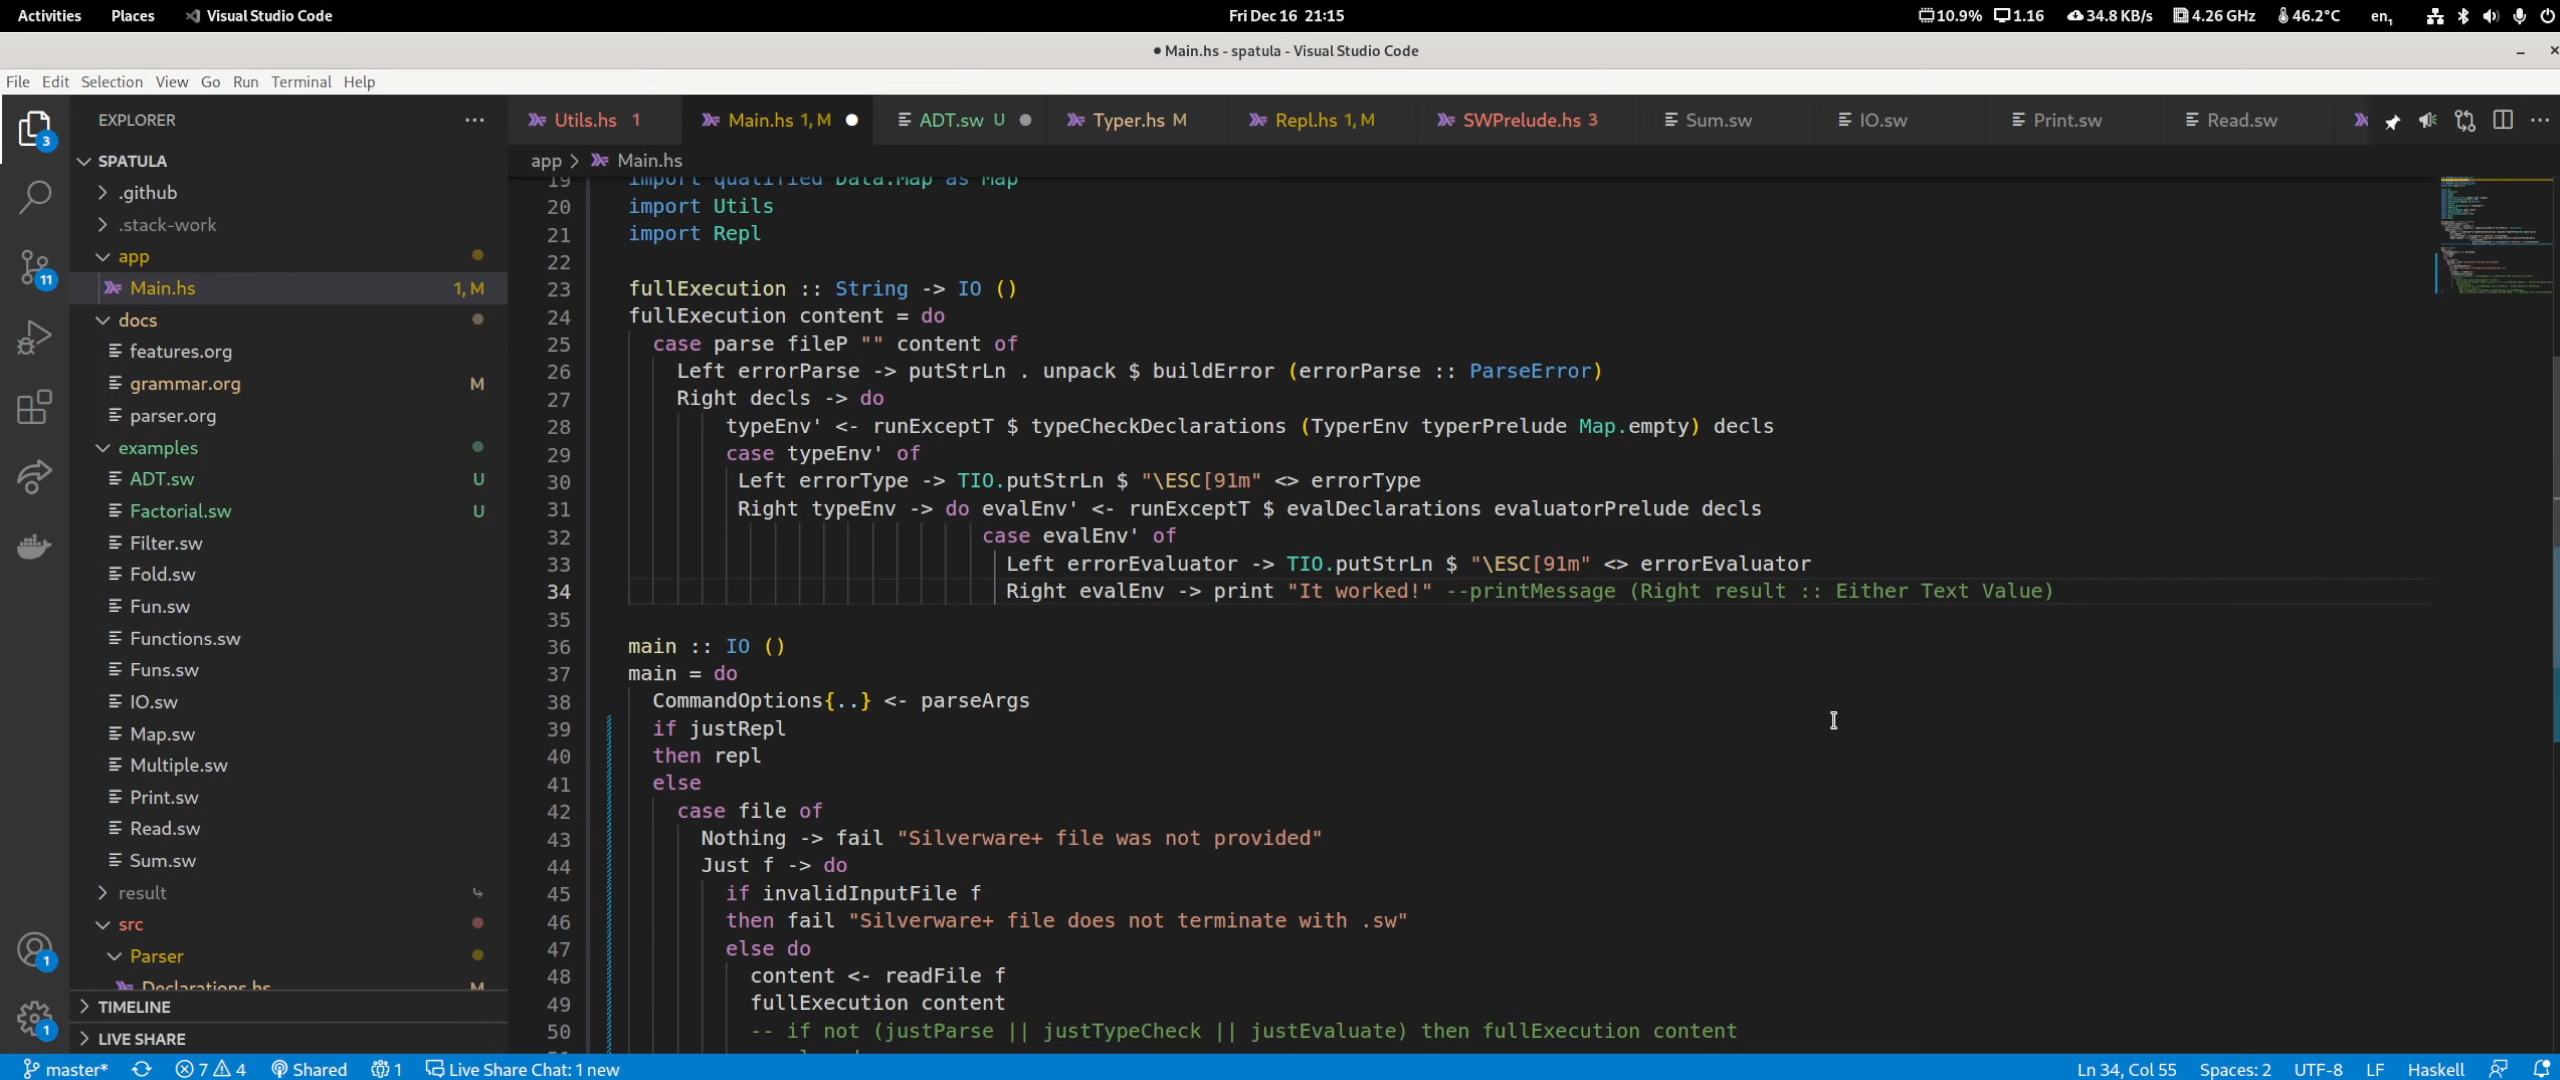 Activities Places Visual Studio Code Fri Dec 16 21:15 10.9% 1.16 34.8 KB/s 4.26 GHz 46.2°C en1
● Main.hs - spatula - Visual Studio Code
File Edit Selection View Go Run Terminal Help
EXPLORER
Utils.hs 1 Main.hs 1, M ADT.sw U Typer.hs M Repl.hs 1, M SWPrelude.hs 3 Sum.sw IO.sw Print.sw Read.sw
app > Main.hs
3
SPATULA
.github
.stack-work
app
Main.hs 1, M
docs
features.org
grammar.org M
parser.org
examples
ADT.sw U
Factorial.sw U
Filter.sw
Fold.sw
Fun.sw
Functions.sw
Funs.sw
IO.sw
Map.sw
Multiple.sw
Print.sw
Read.sw
Sum.sw
result
src
Parser
Declarations.hs M
TIMELINE
LIVE SHARE
11
1
1
19 import qualified Data.Map as Map
20 import Utils
21 import Repl
22
23 fullExecution :: String -> IO ()
24 fullExecution content = do
25 case parse fileP "" content of
26 Left errorParse -> putStrLn . unpack $ buildError (errorParse :: ParseError)
27 Right decls -> do
28 typeEnv' <- runExceptT $ typeCheckDeclarations (TyperEnv typerPrelude Map.empty) decls
29 case typeEnv' of
30 Left errorType -> TIO.putStrLn $ "\ESC[91m" <> errorType
31 Right typeEnv -> do evalEnv' <- runExceptT $ evalDeclarations evaluatorPrelude decls
32 case evalEnv' of
33 Left errorEvaluator -> TIO.putStrLn $ "\ESC[91m" <> errorEvaluator
34 Right evalEnv -> print "It worked!" --printMessage (Right result :: Either Text Value)
35
36 main :: IO ()
37 main = do
38 CommandOptions{..} <- parseArgs
39 if justRepl
40 then repl
41 else
42 case file of
43 Nothing -> fail "Silverware+ file was not provided"
44 Just f -> do
45 if invalidInputFile f
46 then fail "Silverware+ file does not terminate with .sw"
47 else do
48 content <- readFile f
49 fullExecution content
50 -- if not (justParse || justTypeCheck || justEvaluate) then fullExecution content
master* 7 4 Shared 1 Live Share Chat: 1 new Ln 34, Col 55 Spaces: 2 UTF-8 LF Haskell